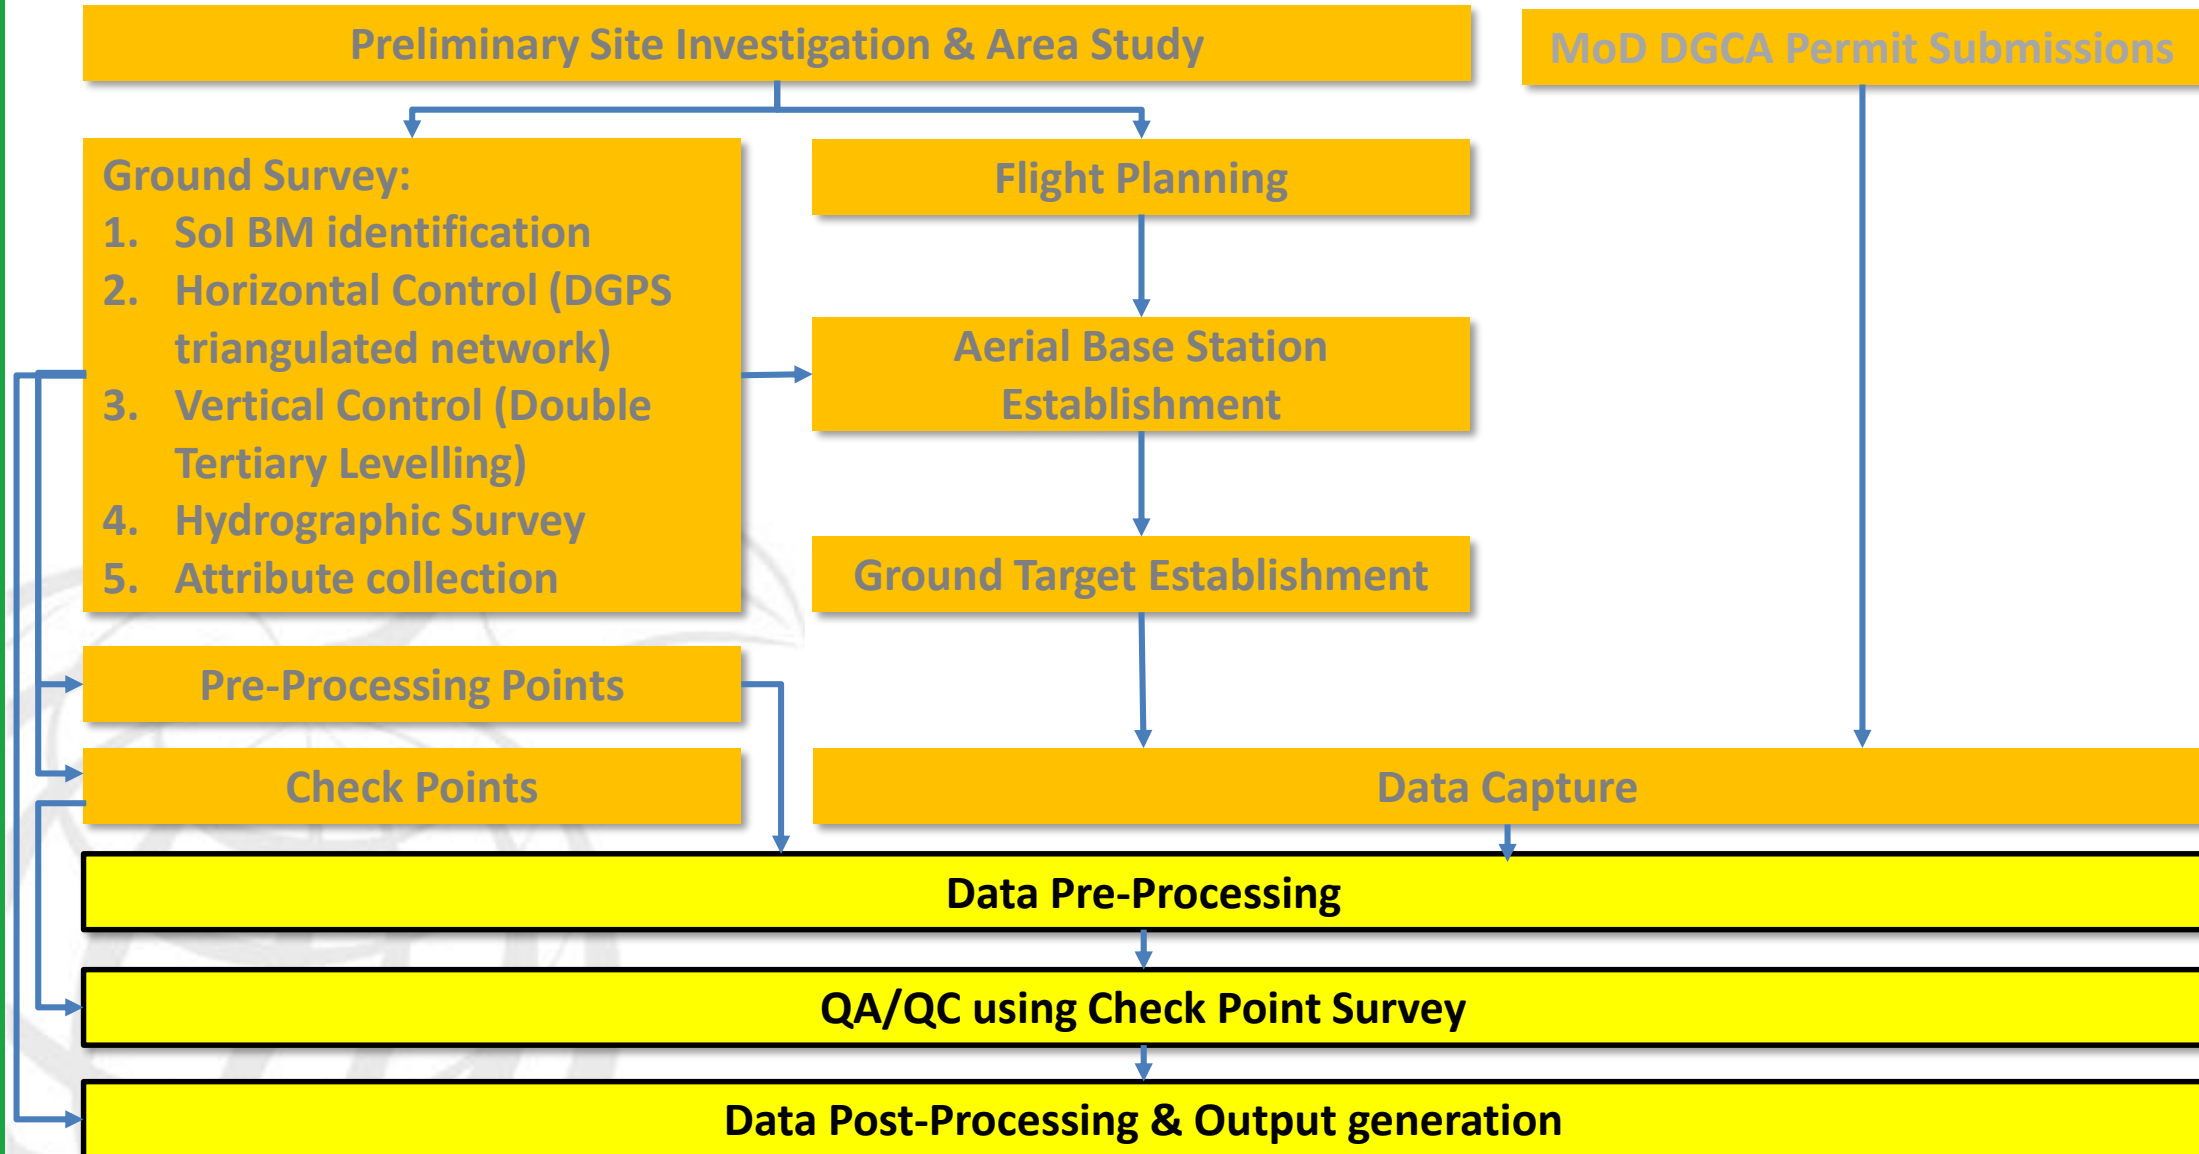 Preliminary Site Investigation & Area Study
MoD DGCA Permit Submissions
Ground Survey:
1. SoI BM identification
2. Horizontal Control (DGPS
triangulated network)
3. Vertical Control (Double
Tertiary Levelling)
4. Hydrographic Survey
5. Attribute collection
Flight Planning
Aerial Base Station
Establishment
Ground Target Establishment
Pre-Processing Points
Check Points
Data Capture
Data Pre-Processing
QA/QC using Check Point Survey
Data Post-Processing & Output generation